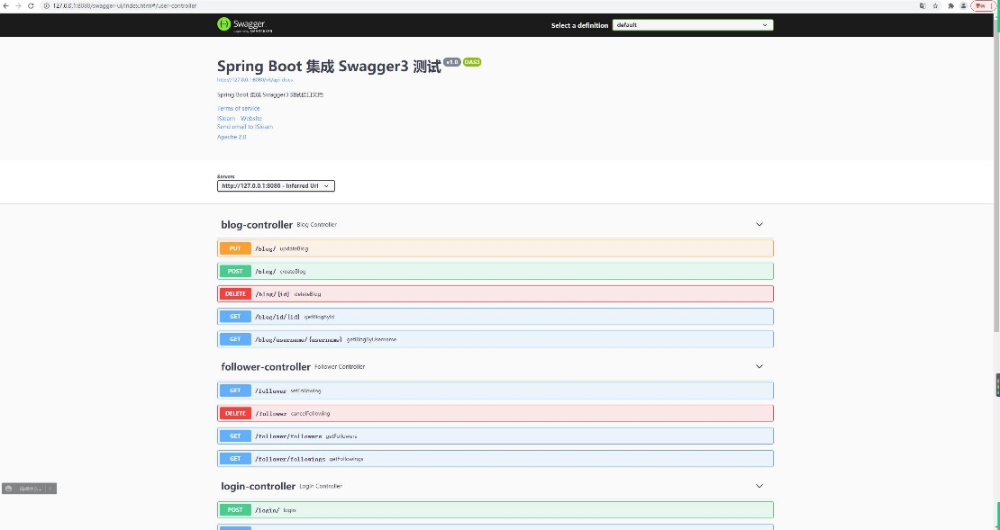 127.0.0.1:8080/swagger-ui/index.html#/user-controller
Swagger
Select a definition
default
Spring Boot 集成 Swagger3 测试 v1.0 OAS3
http://127.0.0.1:8080/v3/api-docs
Spring Boot 集成 Swagger3 测试接口文档
Terms of service
iSlearn - Website
Send email to iSlearn
Apache 2.0
Servers
http://127.0.0.1:8080 - Inferred Url
blog-controller Blog Controller
PUT /blog/ updateBlog
POST /blog/ createBlog
DELETE /blog/{id} deleteBlog
GET /blog/id/{id} getBlogById
GET /blog/username/{username} getBlogByUsername
follower-controller Follower Controller
GET /follower setFollowing
DELETE /follower cancelFollowing
GET /follower/followers getFollowers
GET /follower/followings getFollowings
login-controller Login Controller
POST /login/ login